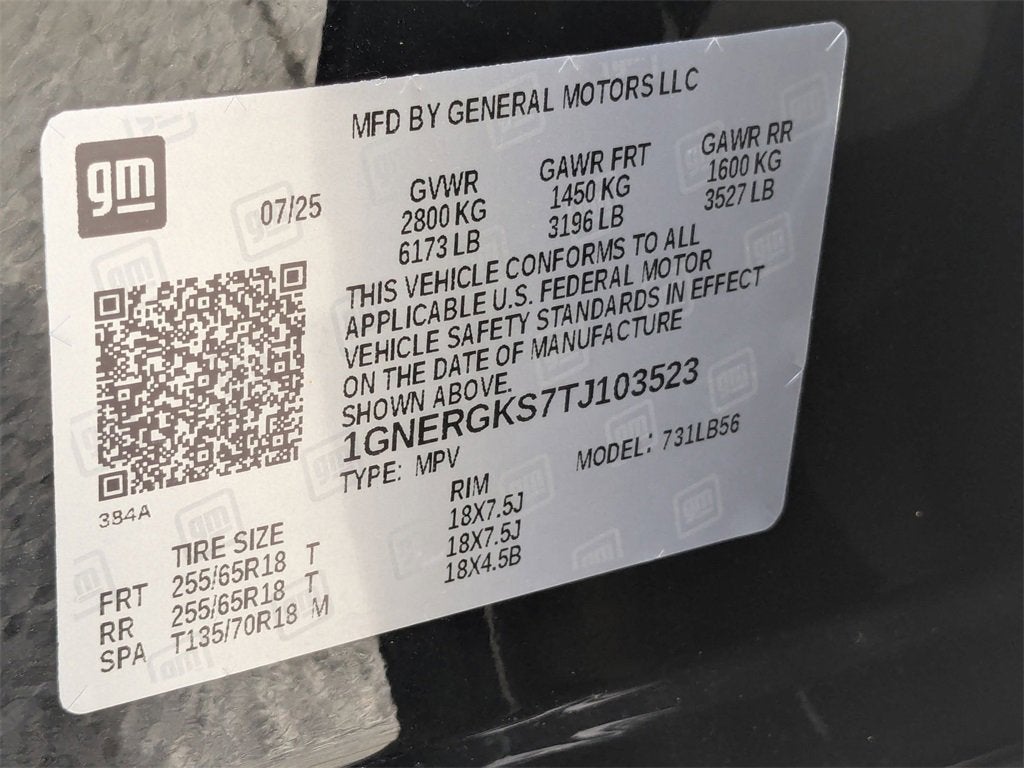 MFD BY GENERAL MOTORS LLC
gm
07/25
GVWR GAWR FRT GAWR RR
2800 KG 1450 KG 1600 KG
6173 LB 3196 LB 3527 LB
THIS VEHICLE CONFORMS TO ALL
APPLICABLE U.S. FEDERAL MOTOR
VEHICLE SAFETY STANDARDS IN EFFECT
ON THE DATE OF MANUFACTURE
SHOWN ABOVE.
1GNERGKS7TJ103523
TYPE: MPV MODEL: 731LB56
3B4A
TIRE SIZE RIM
FRT 255/65R18 T 18X7.5J
RR 255/65R18 T 18X7.5J
SPA T135/70R18 M 18X4.5B